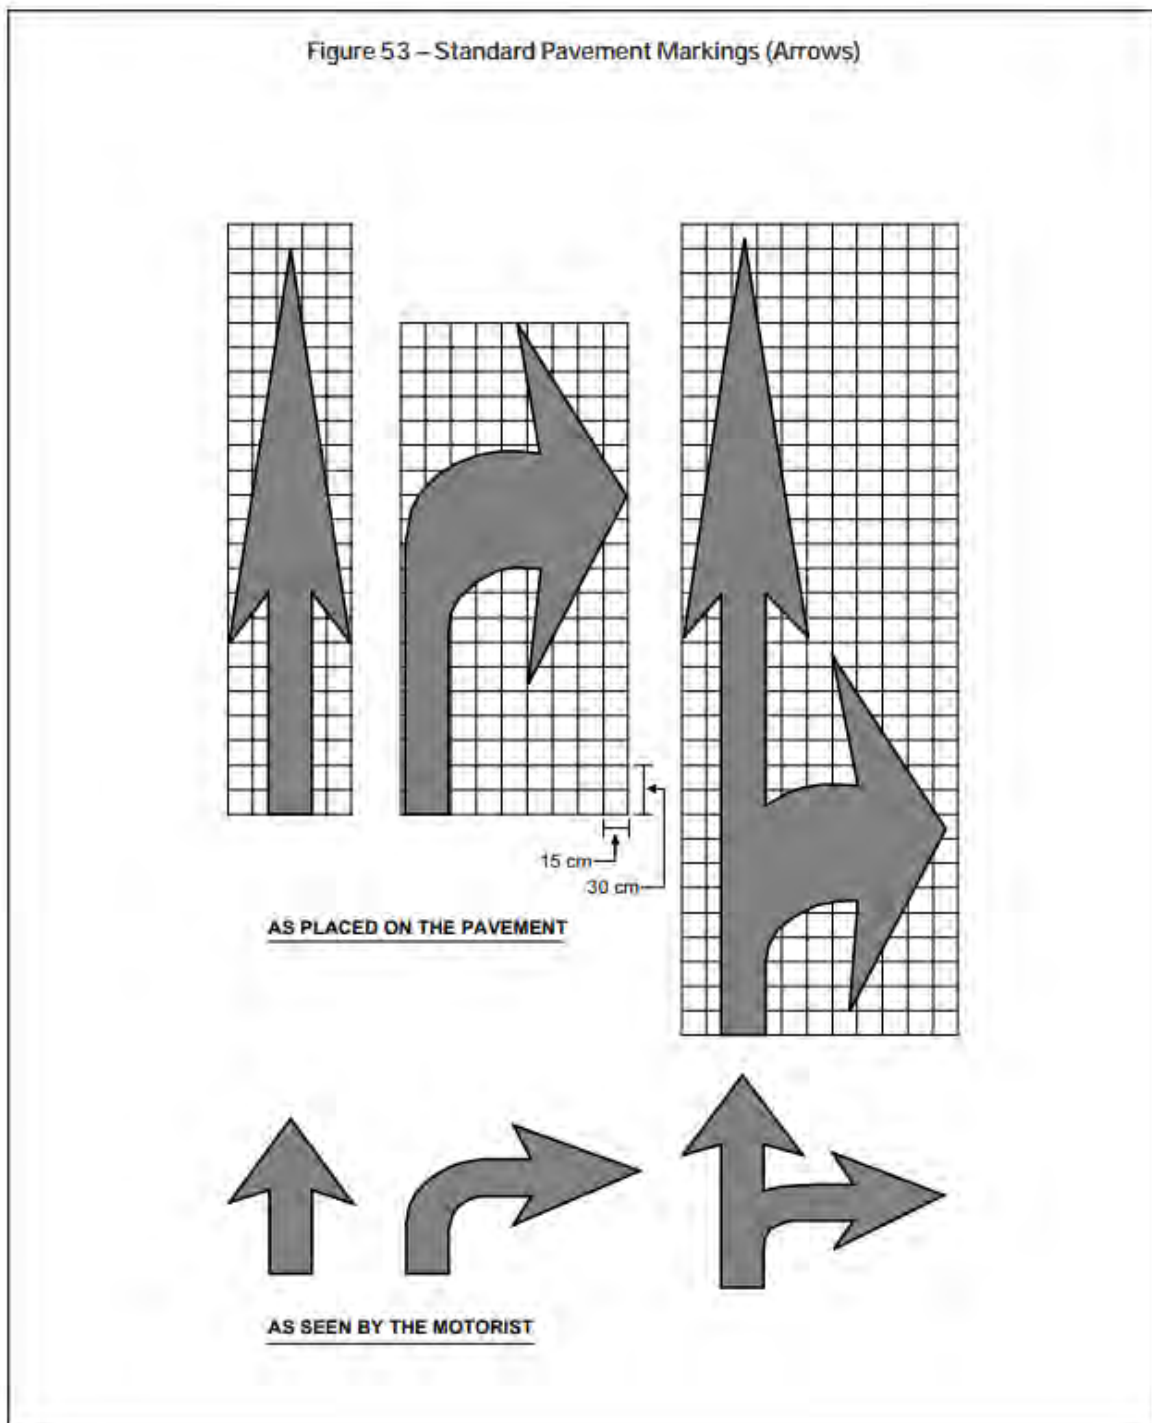 Figure 53 – Standard Pavement Markings (Arrows)
15 cm
30 cm
AS PLACED ON THE PAVEMENT
AS SEEN BY THE MOTORIST